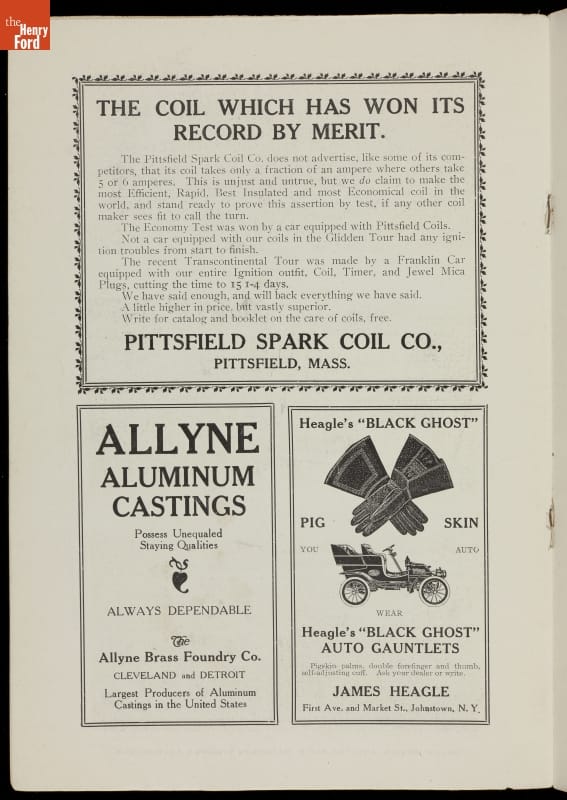 the
Henry
Ford
THE COIL WHICH HAS WON ITS
RECORD BY MERIT.
The Pittsfield Spark Coil Co. does not advertise, like some of its com-
petitors, that its coil takes only a fraction of an ampere where others take
5 or 6 amperes. This is unjust and untrue, but we do claim to make the
most Efficient, Rapid, Best Insulated and most Economical coil in the
world, and stand ready to prove this assertion by test, if any other coil
maker sees fit to call the turn.
The Economy Test was won by a car equipped with Pittsfield Coils.
Not a car equipped with our coils in the Glidden Tour had any igni-
tion troubles from start to finish.
The recent Transcontinental Tour was made by a Franklin Car
equipped with our entire Ignition outfit, Coil, Timer, and Jewel Mica
Plugs, cutting the time to 15 1-4 days.
We have said enough, and will back everything we have said.
A little higher in price, but vastly superior.
Write for catalog and booklet on the care of coils, free.
PITTSFIELD SPARK COIL CO.,
PITTSFIELD, MASS.
ALLYNE
ALUMINUM
CASTINGS
Possess Unequaled
Staying Qualities
ALWAYS DEPENDABLE
The
Allyne Brass Foundry Co.
CLEVELAND and DETROIT
Largest Producers of Aluminum
Castings in the United States
Heagle's "BLACK GHOST"
PIG SKIN
YOU AUTO
WEAR
Heagle's "BLACK GHOST"
AUTO GAUNTLETS
Pigskin palms, double forefinger and thumb,
self-adjusting cuff. Ask your dealer or write.
JAMES HEAGLE
First Ave. and Market St., Johnstown, N. Y.